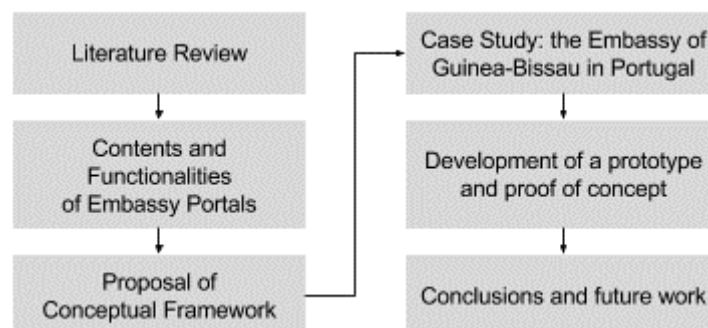 Literature Review
Contents and
Functionalities
of Embassy Portals
Proposal of
Conceptual Framework
Case Study: the Embassy of
Guinea-Bissau in Portugal
Development of a prototype
and proof of concept
Conclusions and future work